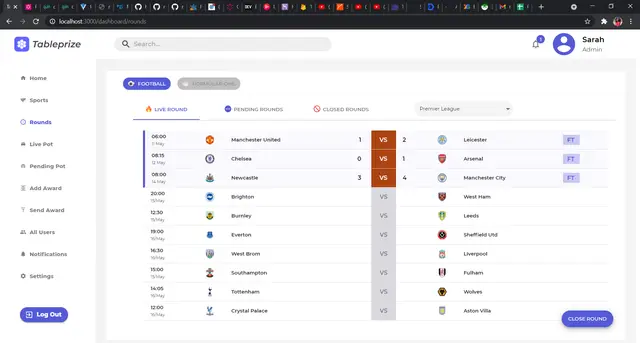 localhost:3000/dashboard/rounds
Tableprize
Search...
1
Sarah
Admin
Home
Sports
Rounds
Live Pot
Pending Pot
Add Award
Send Award
All Users
Notifications
Settings
Log Out
FOOTBALL
LIVE ROUND
PENDING ROUNDS
CLOSED ROUNDS
Premier League
06:00 Manchester United 1 VS 2 Leicester FT
11 May
08:15 Chelsea 0 VS 1 Arsenal FT
12 May
08:00 Newcastle 3 VS 4 Manchester City FT
14 May
20:00 Brighton VS West Ham
15/May
12:30 Burnley VS Leeds
15/May
19:00 Everton VS Sheffield Utd
16/May
16:30 West Brom VS Liverpool
16/May
15:00 Southampton VS Fulham
15/May
14:05 Tottenham VS Wolves
16/May
12:00 Crystal Palace VS Aston Villa
16/May
CLOSE ROUND